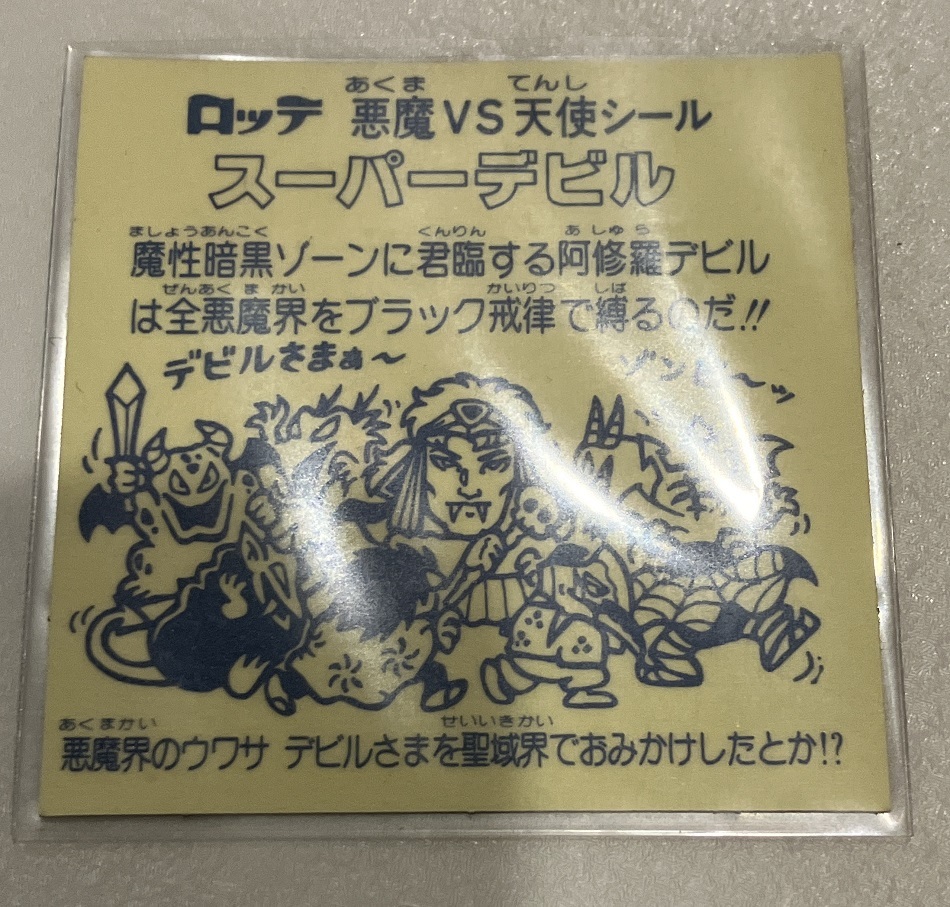 ロッテ 悪魔VS天使シール
あくま てんし
スーパーデビル
ましょうあんこく くんりん あしゅら
魔性暗黒ゾーンに君臨する阿修羅デビル
ぜんあくまかい かいりつ しば
は全悪魔界をブラック戒律で縛るのだ!!
デビルさまぁ〜
あくまかい せいいきかい
悪魔界のウワサ デビルさまを聖域界でおみかけしたとか!?